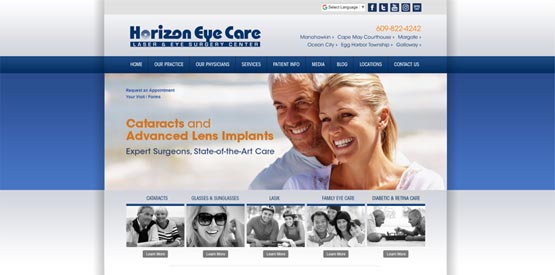 Select Language
Horizon Eye Care
LASER & EYE SURGERY CENTER
609-822-4242
Manahawkin › Cape May Courthouse › Margate ›
Ocean City › Egg Harbor Township › Galloway ›
HOME OUR PRACTICE OUR PHYSICIANS SERVICES PATIENT INFO MEDIA BLOG LOCATIONS CONTACT US
Request an Appointment
Your Visit / Forms
Cataracts and
Advanced Lens Implants
Expert Surgeons, State-of-the-Art Care
CATARACTS GLASSES & SUNGLASSES LASIK FAMILY EYE CARE DIABETIC & RETINA CARE
Learn More Learn More Learn More Learn More Learn More